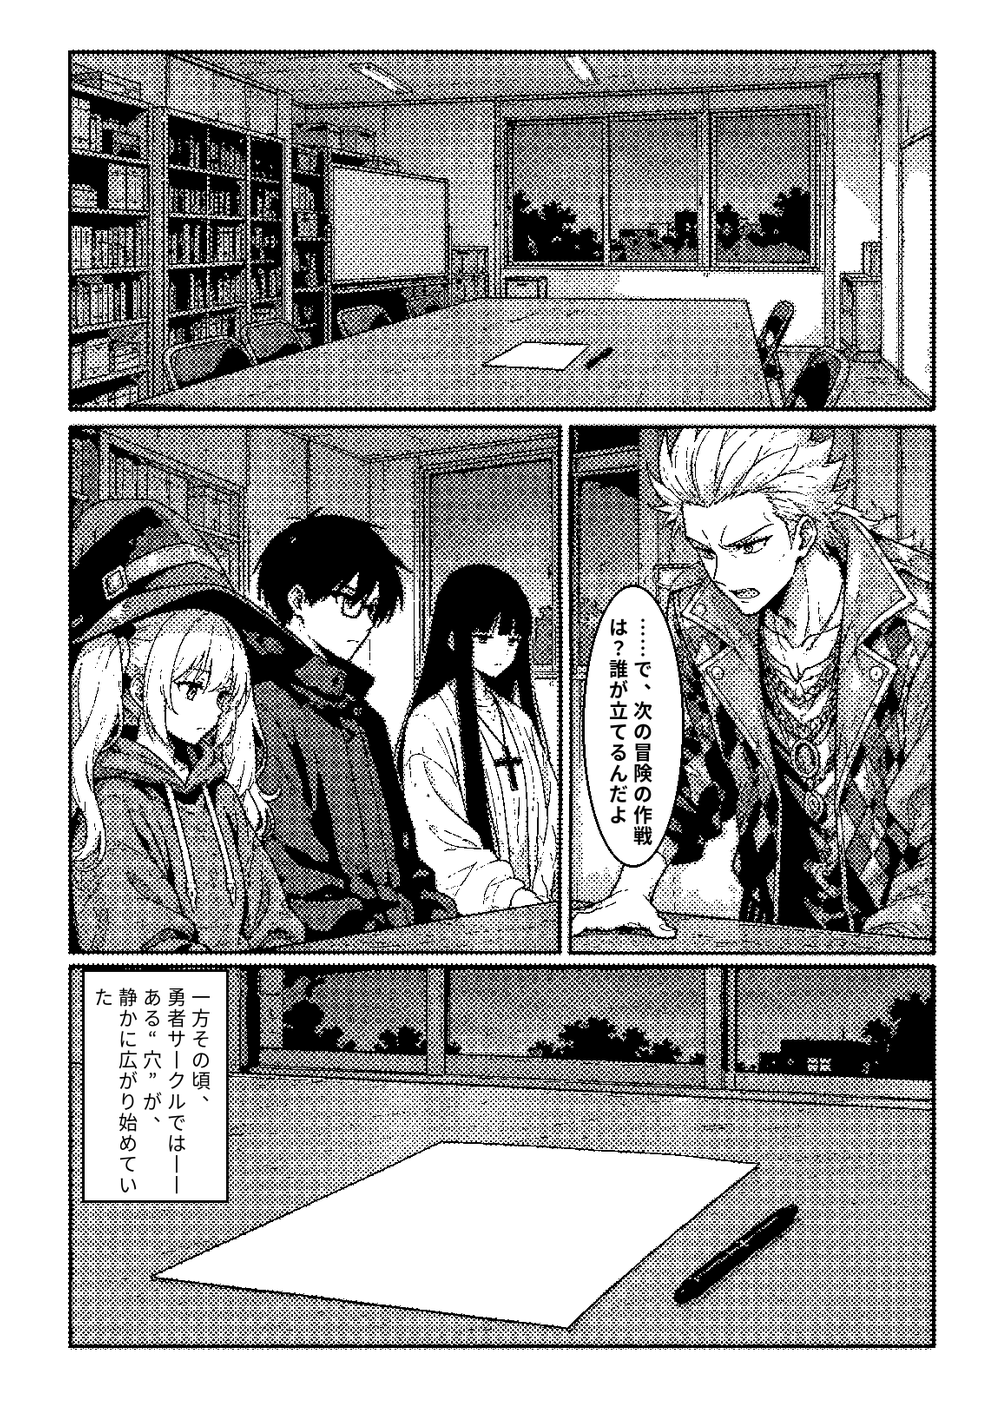 ……で、次の冒険の作戦
は？誰が立てるんだよ
一方その頃、
勇者サークルでは——
ある“穴”が、
静かに広がり始めてい
た